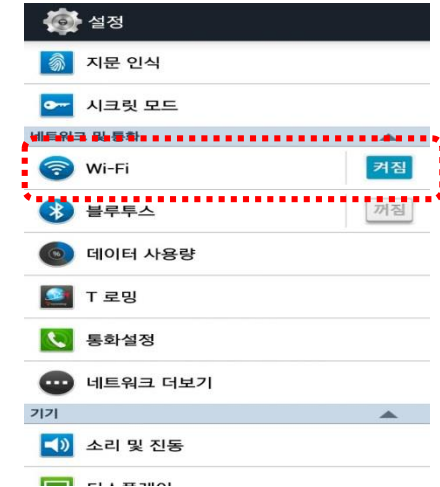 설정
지문 인식
시크릿 모드
네트워크 및 통화
Wi-Fi 켜짐
블루투스 꺼짐
데이터 사용량
T 로밍
통화설정
네트워크 더보기
기기
소리 및 진동